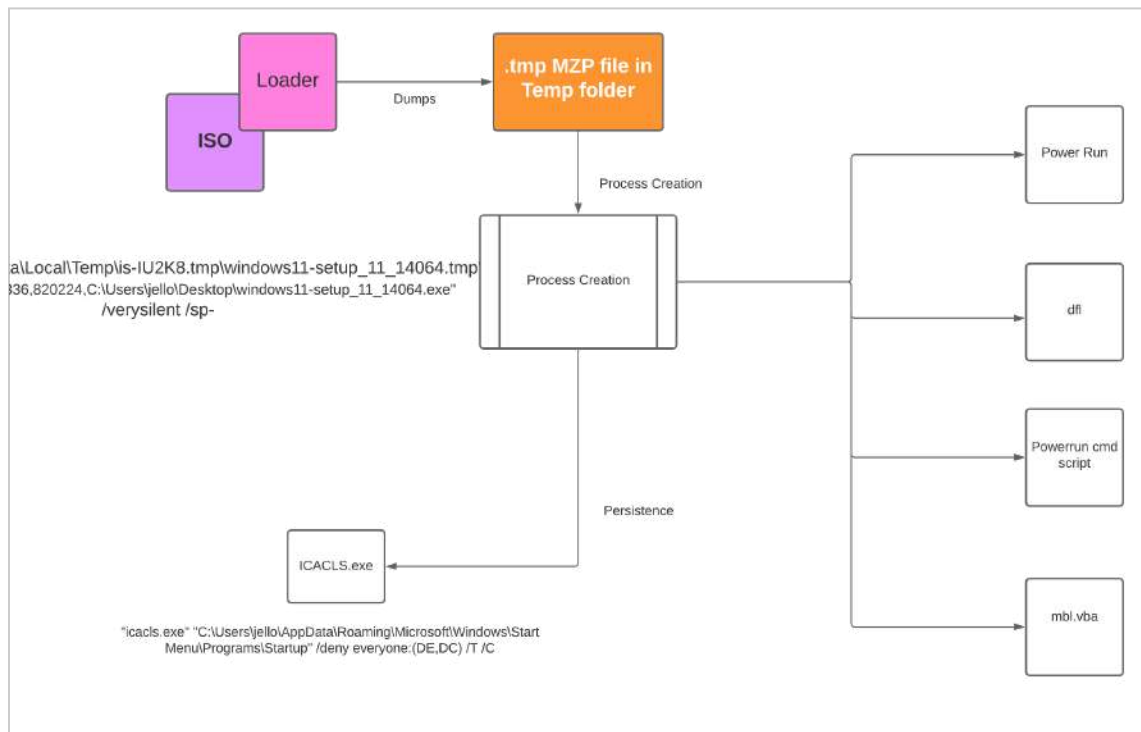 Loader
ISO
Dumps
.tmp MZP file in
Temp folder
Process Creation
Process Creation
a\Local\Temp\is-IU2K8.tmp\windows11-setup_11_14064.tmp
336,820224,C:\Users\jello\Desktop\windows11-setup_11_14064.exe"
/verysilent /sp-
Power Run
dfl
Powerrun cmd
script
mbl.vba
Persistence
ICACLS.exe
"icacls.exe" "C:\Users\jello\AppData\Roaming\Microsoft\Windows\Start
Menu\Programs\Startup" /deny everyone:(DE,DC) /T /C